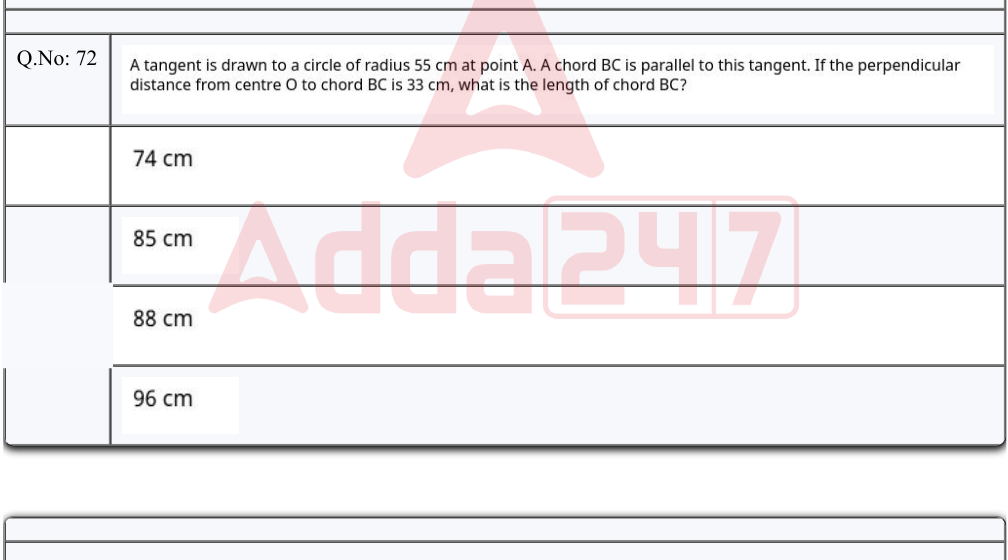 Q.No: 72
A tangent is drawn to a circle of radius 55 cm at point A. A chord BC is parallel to this tangent. If the perpendicular
distance from centre O to chord BC is 33 cm, what is the length of chord BC?
74 cm
85 cm
Adda247
88 cm
96 cm